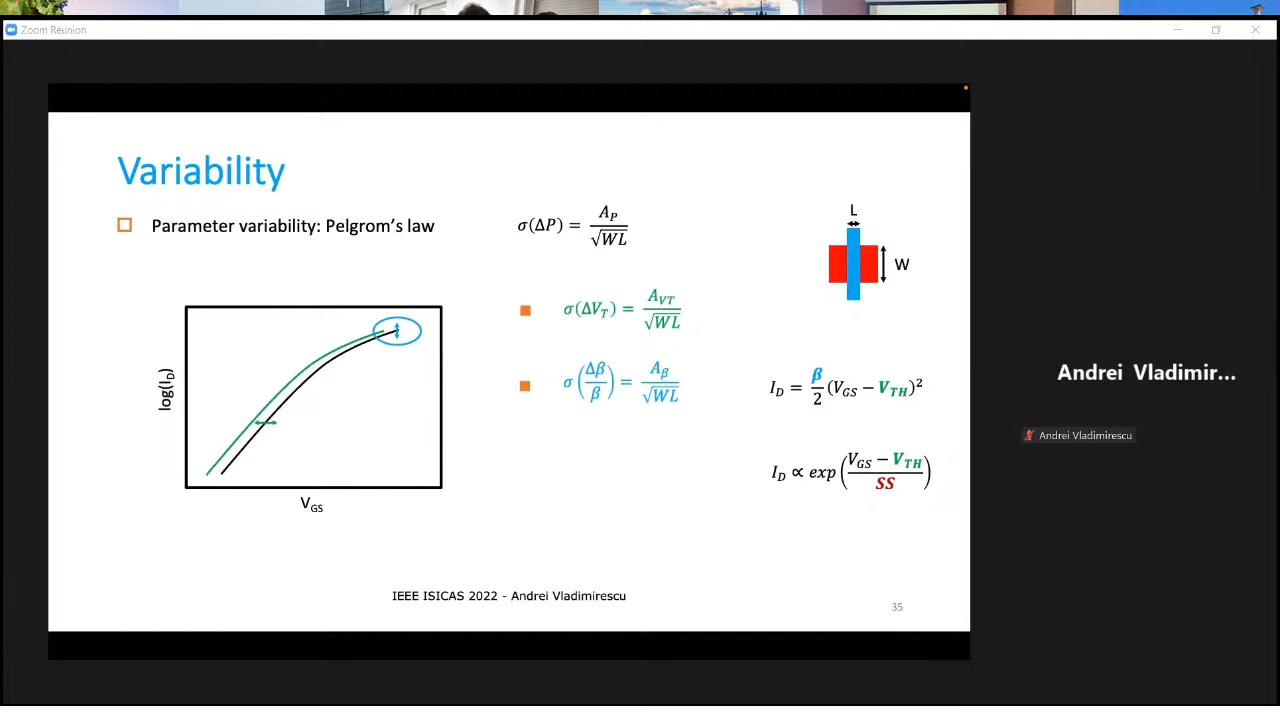 Zoom Réunion
Variability
Parameter variability: Pelgrom's law
σ(ΔP) = A_P / √WL
L
W
σ(ΔV_T) = A_VT / √WL
σ(Δβ/β) = A_β / √WL
I_D = β/2 (V_GS − V_TH)²
I_D ∝ exp((V_GS − V_TH) / SS)
log(I_D)
V_GS
IEEE ISICAS 2022 - Andrei Vladimirescu
35
Andrei Vladimir...
Andrei Vladimirescu